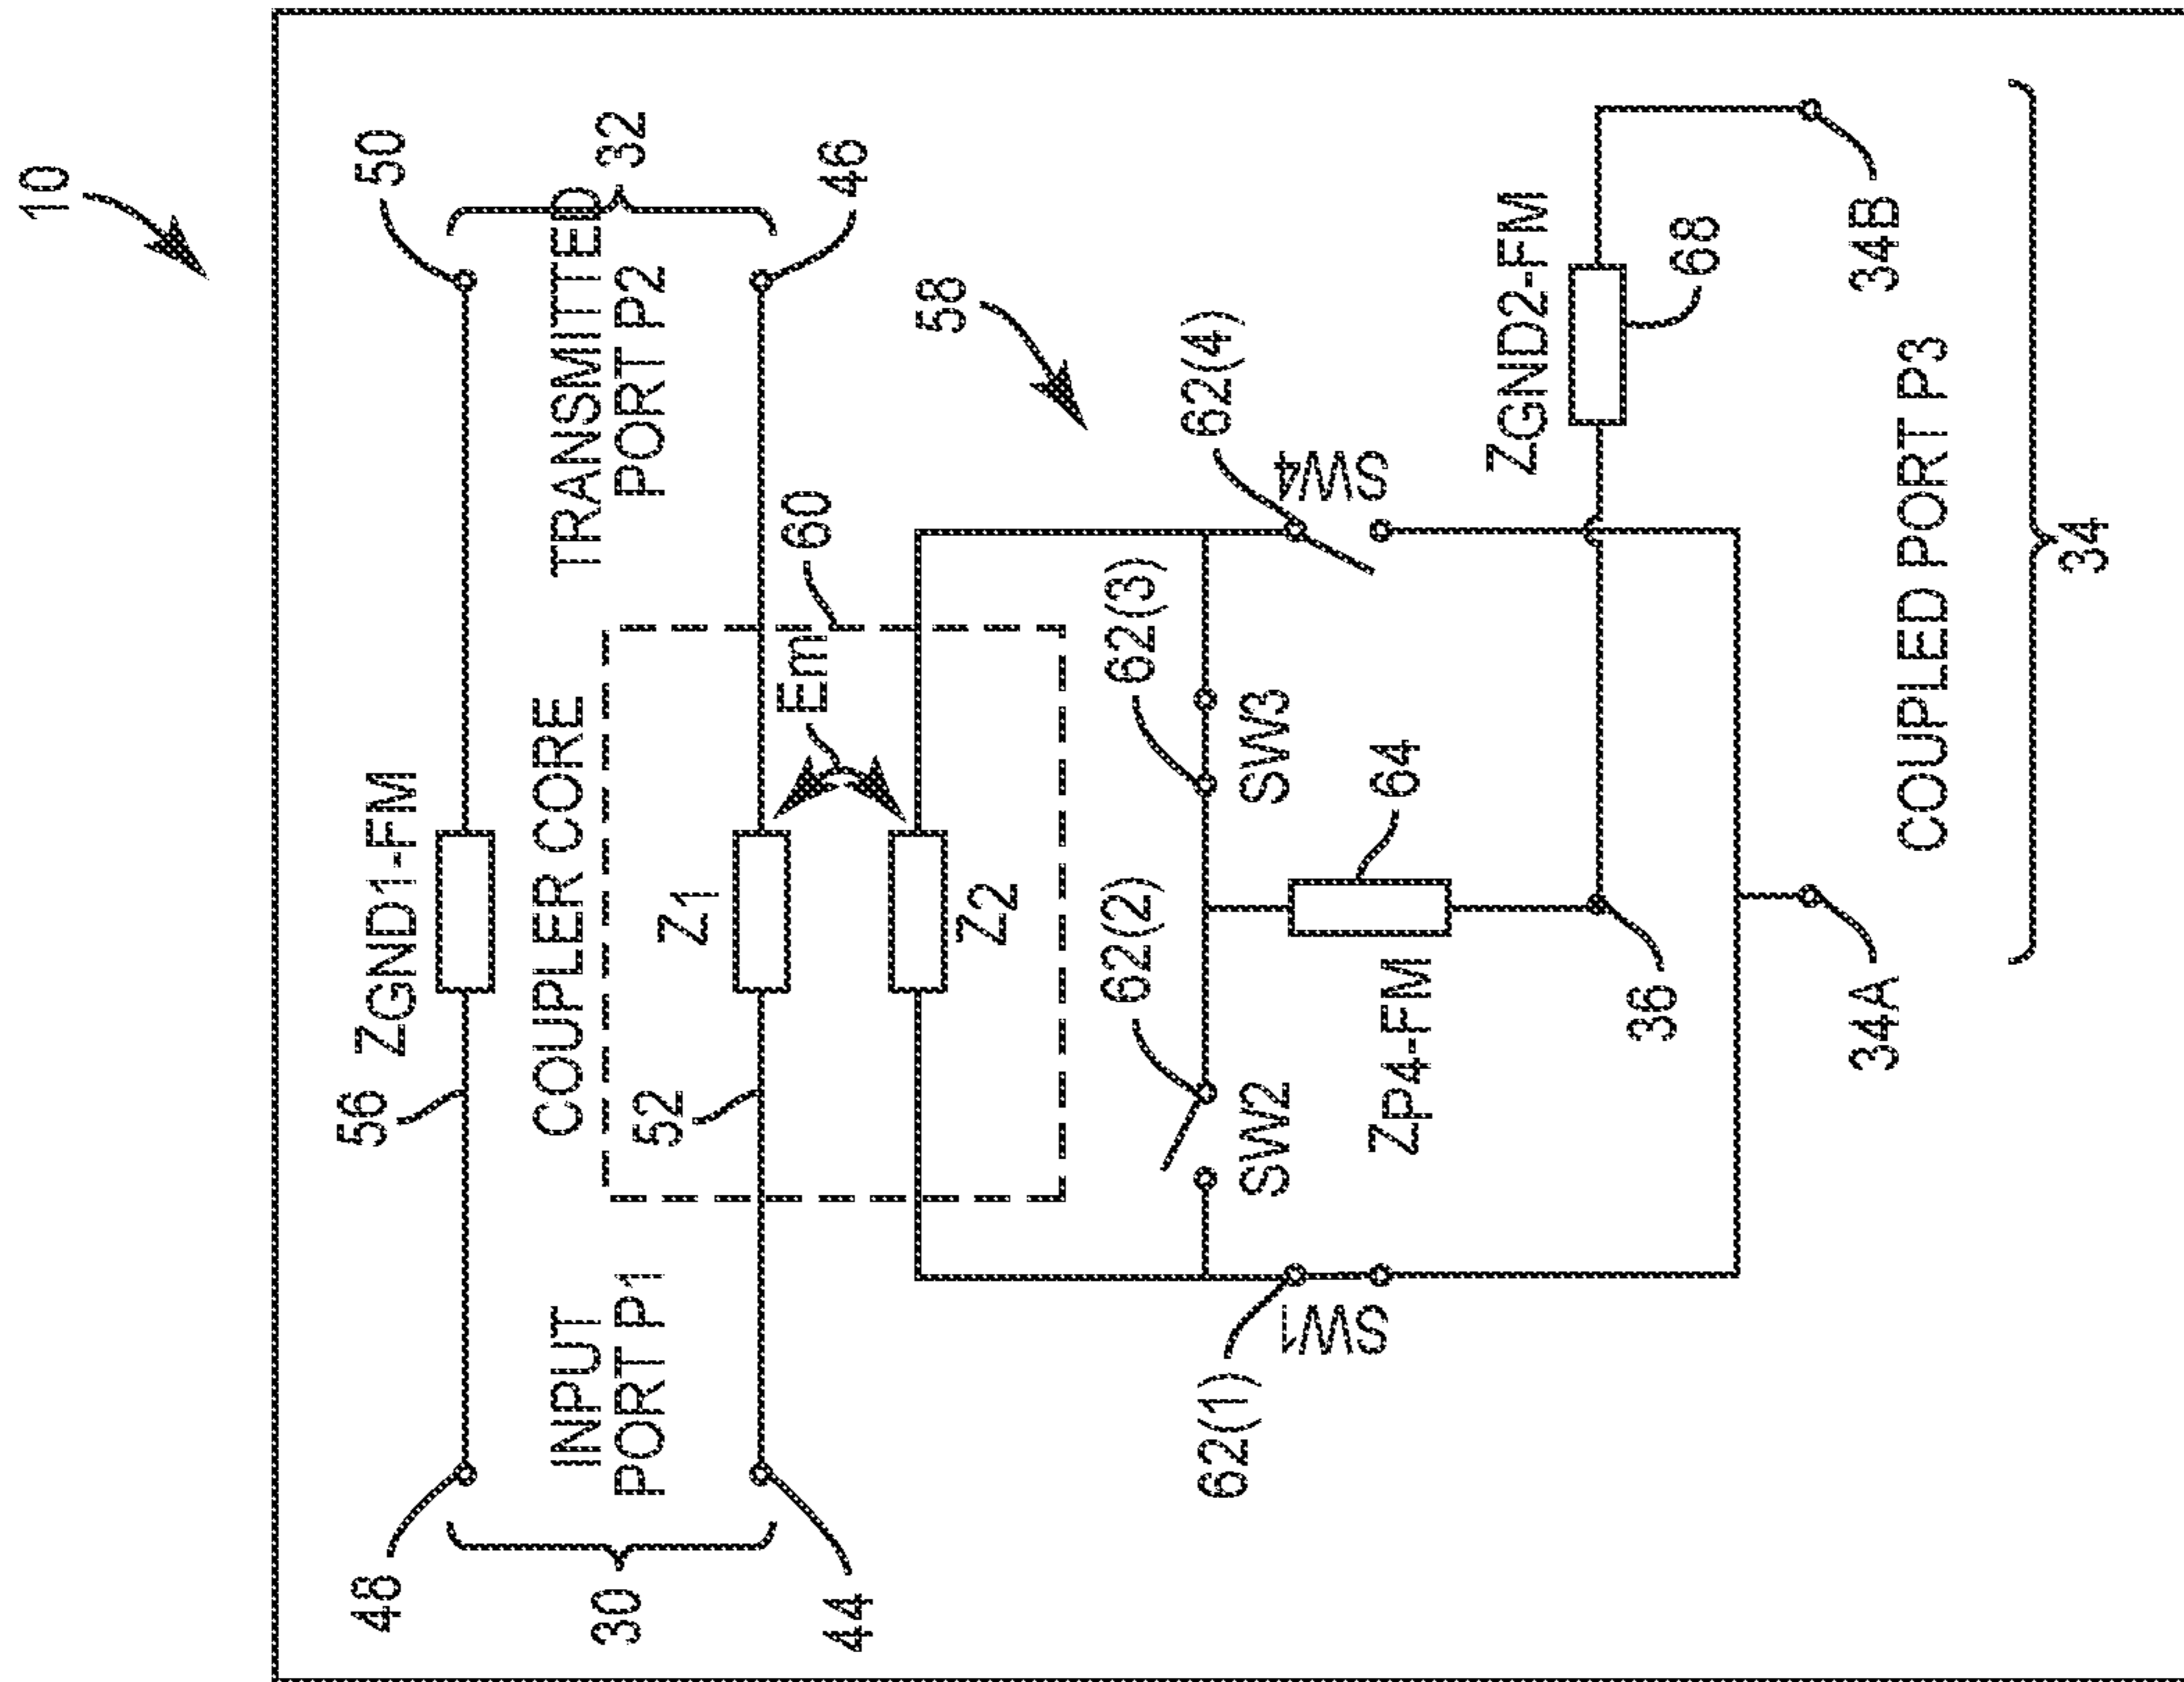 10
50
32
TRANSMITTED
PORT P2
46
56
ZGND1-FM
COUPLER CORE
60
Em
52
Z1
Z2
48
30
INPUT
PORT P1
44
58
62(1)
SW1
62(2)
SW2
62(3)
SW3
62(4)
SW4
ZP4-FM
64
36
ZGND2-FM
68
34A
34B
COUPLED PORT P3
34